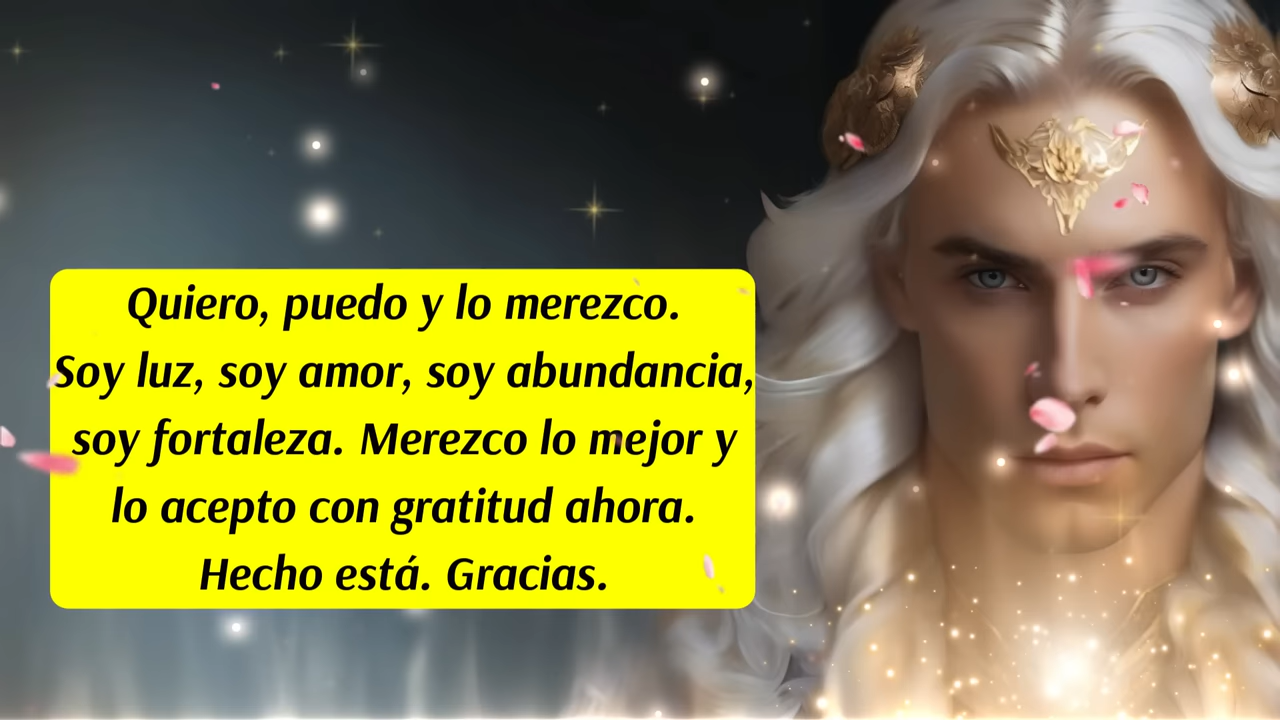 Quiero, puedo y lo merezco.
Soy luz, soy amor, soy abundancia,
soy fortaleza. Merezco lo mejor y
lo acepto con gratitud ahora.
Hecho está. Gracias.